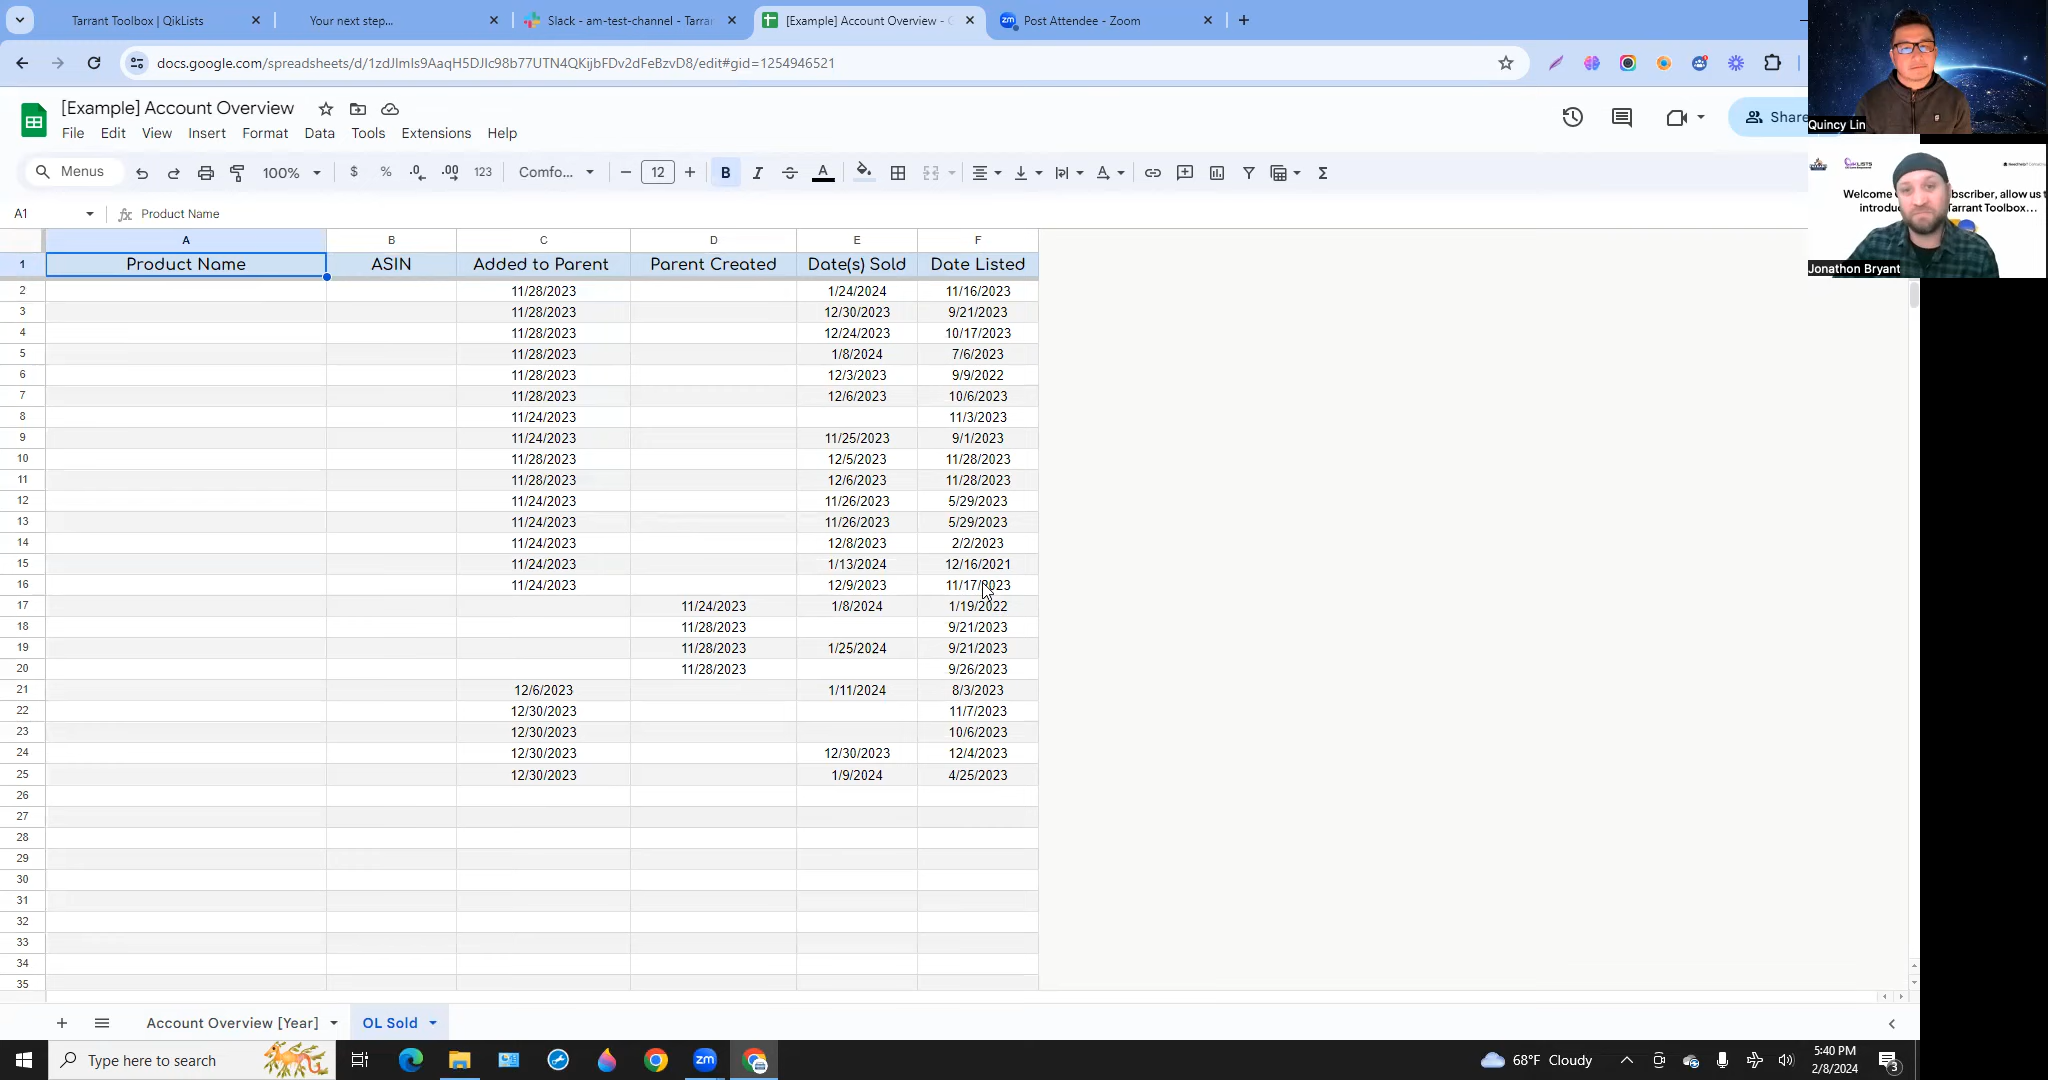 Tarrant Toolbox | QikLists
Your next step...
Slack - am-test-channel - Tarra
[Example] Account Overview - G
Post Attendee - Zoom
docs.google.com/spreadsheets/d/1zdJImIs9AaqH5DJIc98b77UTN4QKijbFDv2dFeBzvD8/edit#gid=1254946521
[Example] Account Overview
File Edit View Insert Format Data Tools Extensions Help
Share
Menus
100%
$ % .0 .00 123
Comfo...
12
B I A
A1
fx Product Name
A B C D E F
1 Product Name ASIN Added to Parent Parent Created Date(s) Sold Date Listed
2 11/28/2023 1/24/2024 11/16/2023
3 11/28/2023 12/30/2023 9/21/2023
4 11/28/2023 12/24/2023 10/17/2023
5 11/28/2023 1/8/2024 7/6/2023
6 11/28/2023 12/3/2023 9/9/2022
7 11/28/2023 12/6/2023 10/6/2023
8 11/24/2023 11/3/2023
9 11/24/2023 11/25/2023 9/1/2023
10 11/28/2023 12/5/2023 11/28/2023
11 11/28/2023 12/6/2023 11/28/2023
12 11/24/2023 11/26/2023 5/29/2023
13 11/24/2023 11/26/2023 5/29/2023
14 11/24/2023 12/8/2023 2/2/2023
15 11/24/2023 1/13/2024 12/16/2021
16 11/24/2023 12/9/2023 11/17/2023
17 11/24/2023 1/8/2024 1/19/2022
18 11/28/2023 9/21/2023
19 11/28/2023 1/25/2024 9/21/2023
20 11/28/2023 9/26/2023
21 12/6/2023 1/11/2024 8/3/2023
22 12/30/2023 11/7/2023
23 12/30/2023 10/6/2023
24 12/30/2023 12/30/2023 12/4/2023
25 12/30/2023 1/9/2024 4/25/2023
26
27
28
29
30
31
32
33
34
35
Account Overview [Year]
OL Sold
Quincy Lin
Welcome
bscriber, allow us t
introdu
Tarrant Toolbox...
Jonathon Bryant
Type here to search
zm
68°F Cloudy
5:40 PM
2/8/2024
3